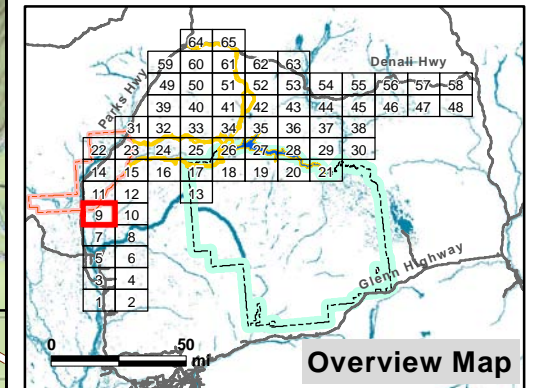 64 65
59 60 61 62 63
Denali Hwy
49 50 51 52 53 54 55 56 57 58
Parks Hwy
39 40 41 42 43 44 45 46 47 48
31 32 33 34 35 36 37 38
22 23 24 25 26 27 28 29 30
14 15 16 17 18 19 20 21
11 12 13
9 10
7 8
Glenn Highway
5 6
3 4
1 2
0 50
mi
Overview Map